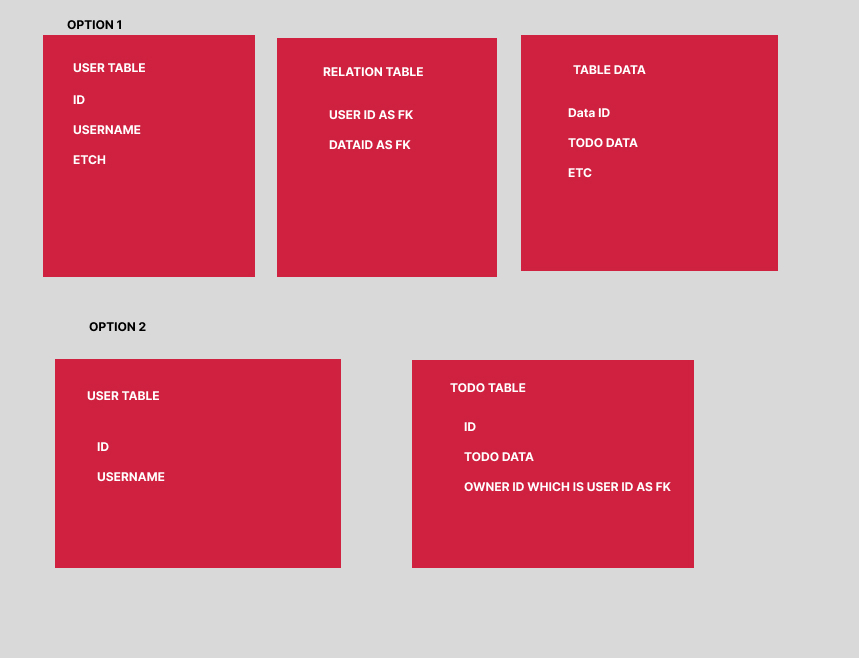 OPTION 1
USER TABLE
ID
USERNAME
ETCH
RELATION TABLE
USER ID AS FK
DATAID AS FK
TABLE DATA
Data ID
TODO DATA
ETC
OPTION 2
USER TABLE
ID
USERNAME
TODO TABLE
ID
TODO DATA
OWNER ID WHICH IS USER ID AS FK